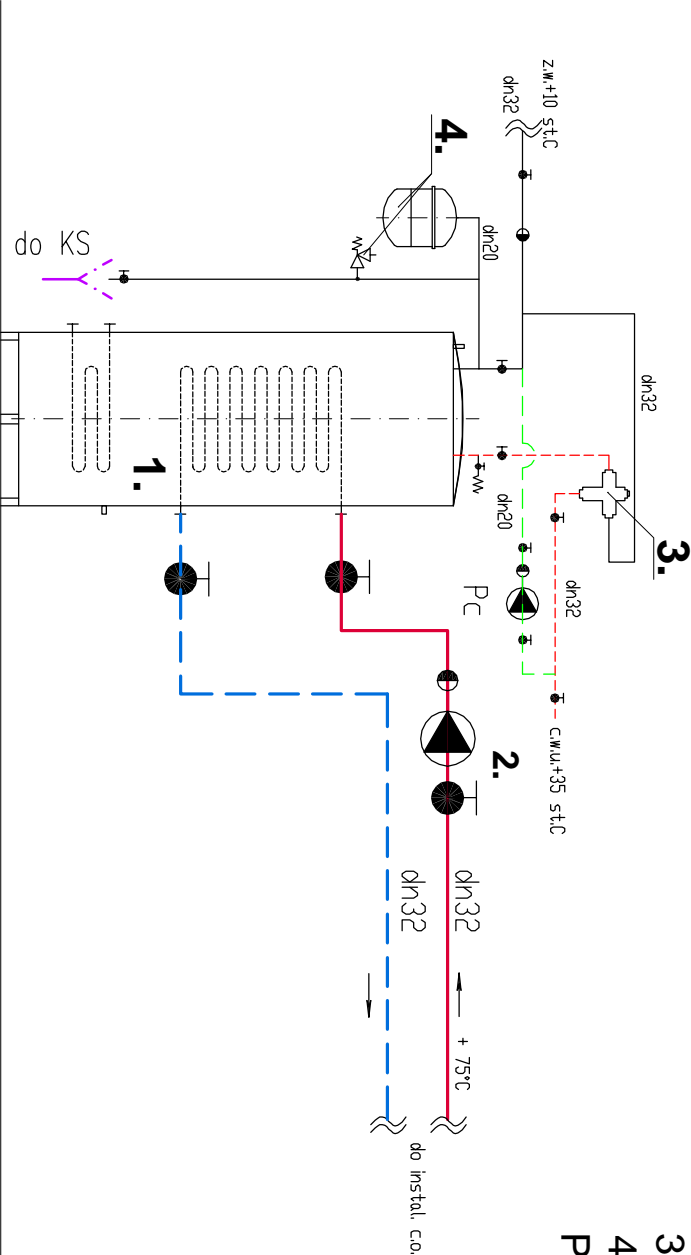 z.w.+10 st.C
dn32
4.
dn20
do KS
dn32
1.
3.
dn20
dn32
Pc
2.
c.w.u.+35 st.C
dn32
dn32
+ 75°C
do instal. c.o.
3
4
P